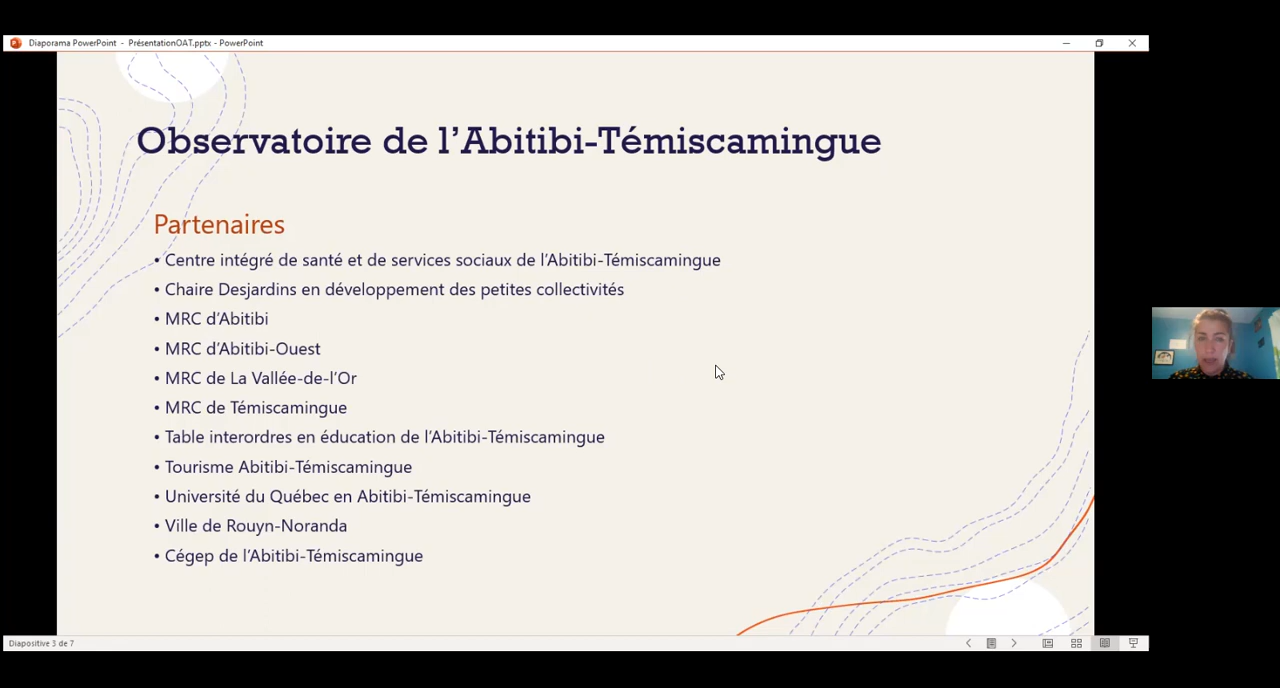 Diaporama PowerPoint - PrésentationOAT.pptx - PowerPoint
Observatoire de l'Abitibi-Témiscamingue
Partenaires
• Centre intégré de santé et de services sociaux de l'Abitibi-Témiscamingue
• Chaire Desjardins en développement des petites collectivités
• MRC d'Abitibi
• MRC d'Abitibi-Ouest
• MRC de La Vallée-de-l'Or
• MRC de Témiscamingue
• Table interordres en éducation de l'Abitibi-Témiscamingue
• Tourisme Abitibi-Témiscamingue
• Université du Québec en Abitibi-Témiscamingue
• Ville de Rouyn-Noranda
• Cégep de l'Abitibi-Témiscamingue
Diapositive 3 de 7